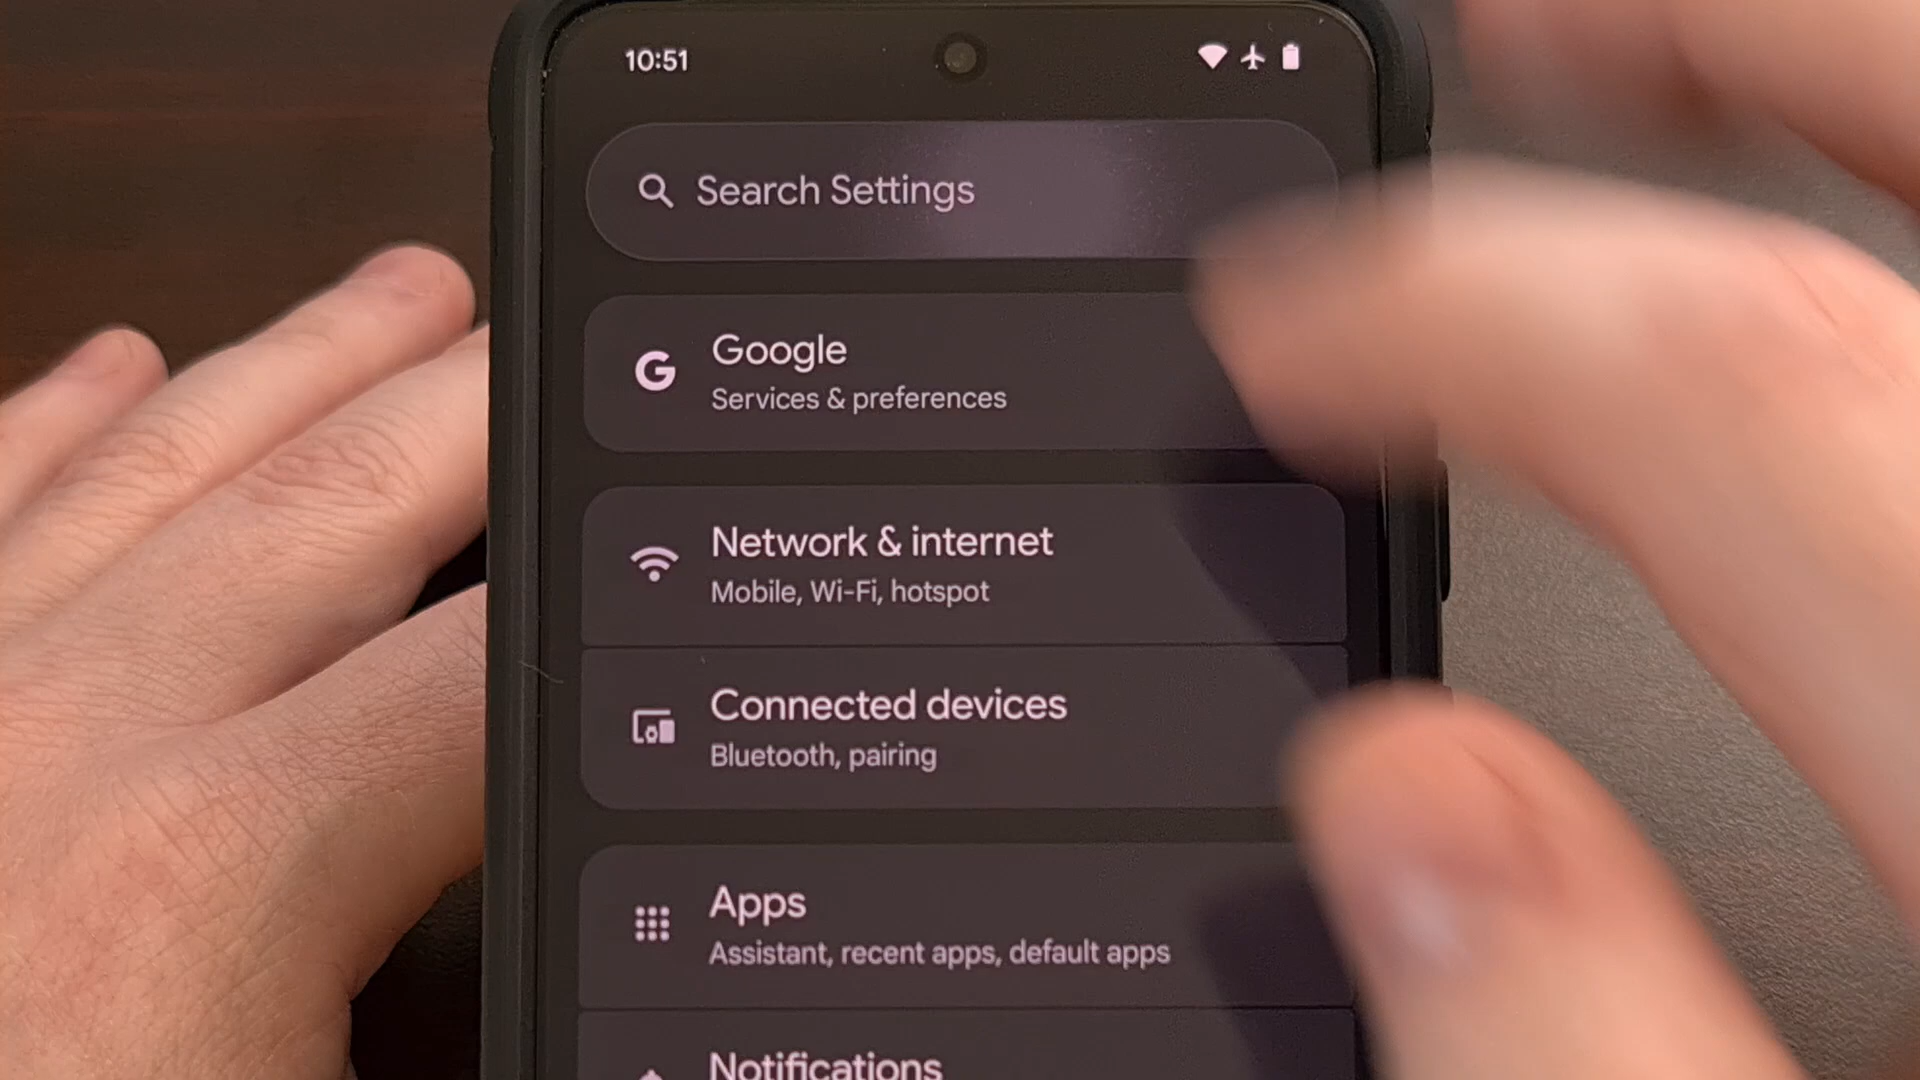 10:51
Search Settings
Google
Services & preferences
Network & internet
Mobile, Wi-Fi, hotspot
Connected devices
Bluetooth, pairing
Apps
Assistant, recent apps, default apps
Notifications